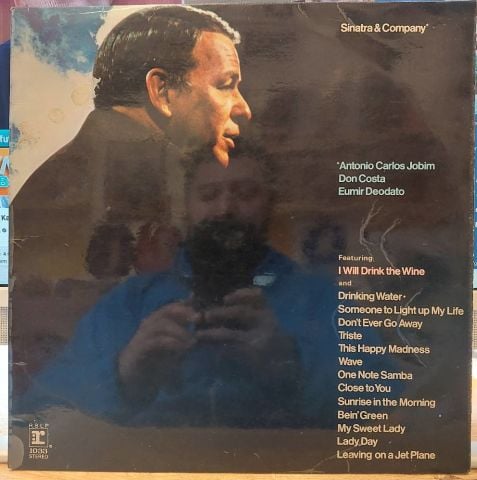 Sinatra & Company*
*Antonio Carlos Jobim
Don Costa
Eumir Deodato
Featuring:
I Will Drink the Wine
and
Drinking Water•
Someone to Light up My Life
Don't Ever Go Away
Triste
This Happy Madness
Wave
One Note Samba
Close to You
Sunrise in the Morning
Bein' Green
My Sweet Lady
Lady Day
Leaving on a Jet Plane
RSLP
r
1033
STEREO